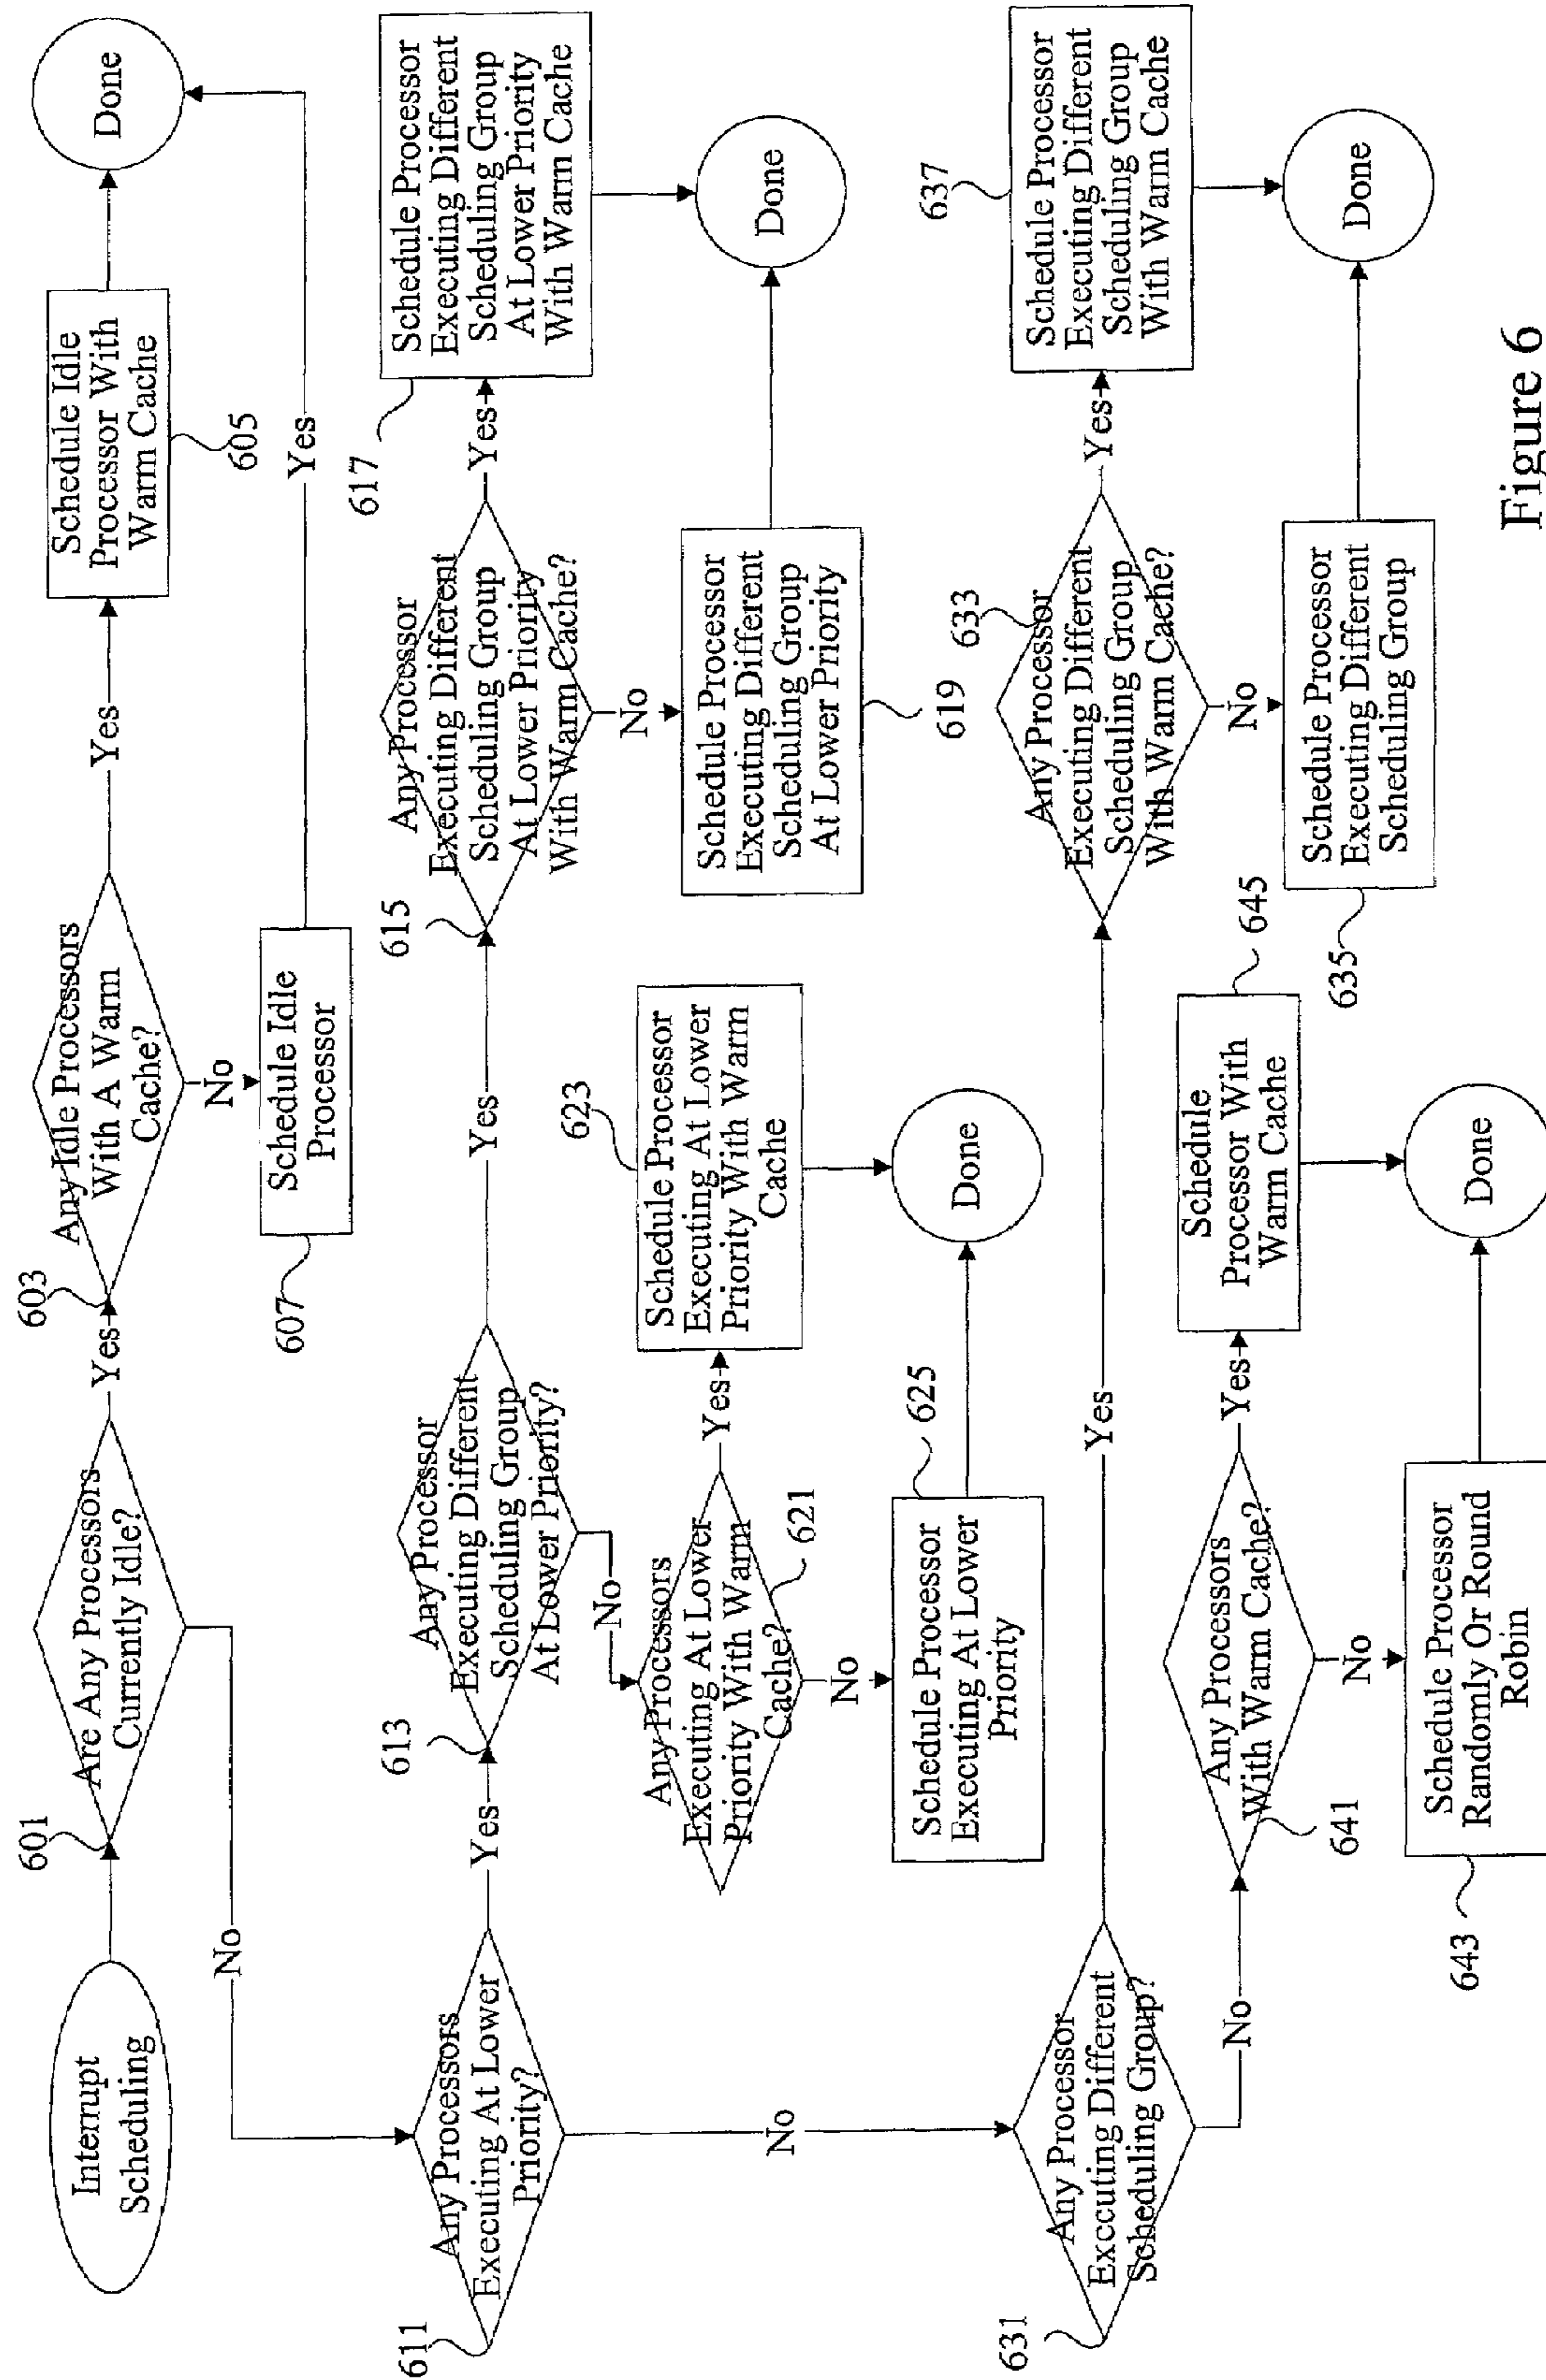 Interrupt
Scheduling
601
Are Any Processors
Currently Idle?
Yes
No
603
Any Idle Processors
With A Warm
Cache?
Yes
No
Schedule Idle
Processor With
Warm Cache
605
Done
607
Schedule Idle
Processor
Yes
611
Any Processors
Executing At Lower
Priority?
Yes
No
613
Any Processor
Executing Different
Scheduling Group
At Lower Priority?
Yes
No
615
Any Processor
Executing Different
Scheduling Group
At Lower Priority
With Warm Cache?
Yes
No
617
Schedule Processor
Executing Different
Scheduling Group
At Lower Priority
With Warm Cache
Schedule Processor
Executing Different
Scheduling Group
At Lower Priority
619
Done
Any Processors
Executing At Lower
Priority With Warm
Cache?
621
Yes
No
623
Schedule Processor
Executing At Lower
Priority With Warm
Cache
625
Schedule Processor
Executing At Lower
Priority
Done
631
Any Processor
Executing Different
Scheduling Group?
Yes
No
633
Any Processor
Executing Different
Scheduling Group
With Warm Cache?
Yes
No
637
Schedule Processor
Executing Different
Scheduling Group
With Warm Cache
635
Schedule Processor
Executing Different
Scheduling Group
Done
641
Any Processors
With Warm Cache?
Yes
No
645
Schedule
Processor With
Warm Cache
643
Schedule Processor
Randomly Or Round
Robin
Done
Figure 6